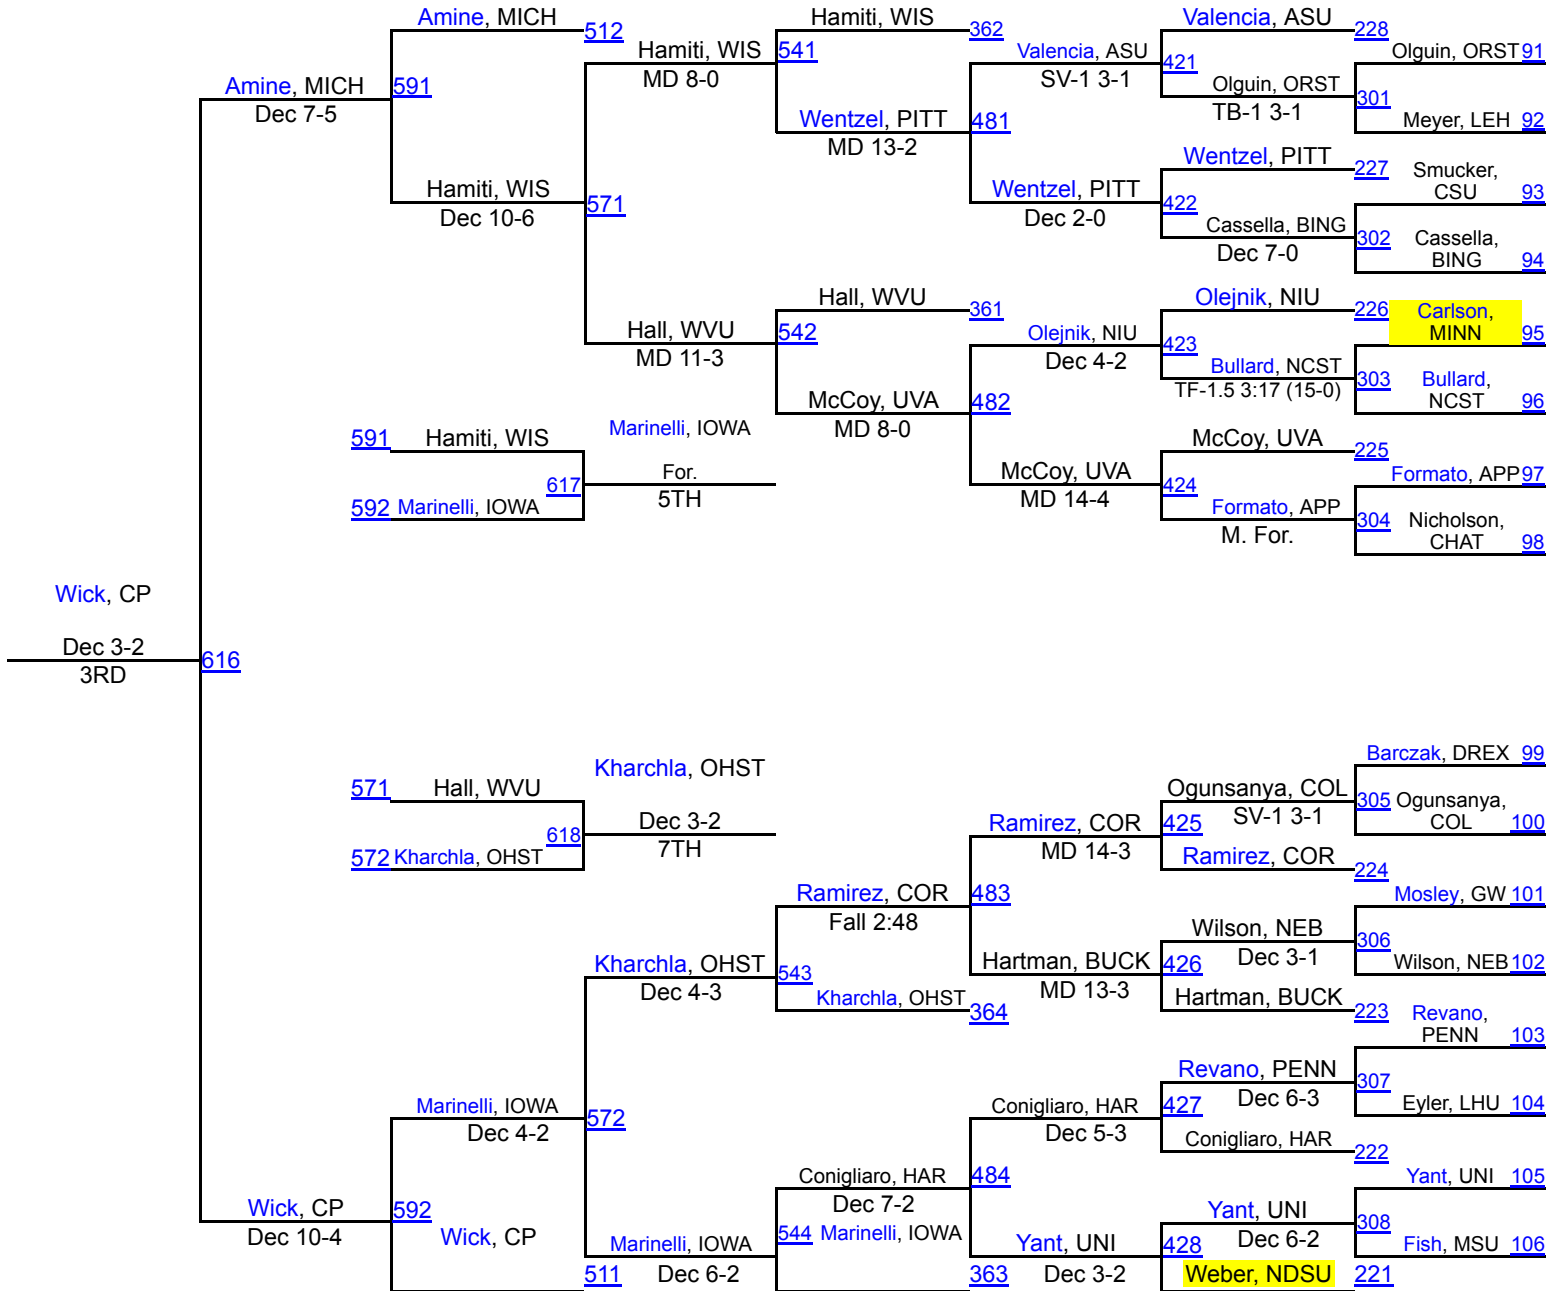 Amine, MICH
512
Hamiti, WIS
362
Valencia, ASU
228
Hamiti, WIS
541
Valencia, ASU
421
Olguin, ORST 91
MD 8-0
SV-1 3-1
Amine, MICH
591
Olguin, ORST
301
Dec 7-5
TB-1 3-1
Wentzel, PITT
481
Meyer, LEH 92
MD 13-2
Wentzel, PITT
227
Smucker,
CSU 93
Hamiti, WIS
571
Wentzel, PITT
422
Dec 10-6
Dec 2-0
Cassella, BING
302
Cassella,
BING 94
Dec 7-0
Hall, WVU
361
Olejnik, NIU
226
Carlson,
MINN 95
Hall, WVU
542
Olejnik, NIU
423
MD 11-3
Dec 4-2
Bullard, NCST
303
Bullard,
NCST 96
TF-1.5 3:17 (15-0)
McCoy, UVA
482
MD 8-0
591
Hamiti, WIS
Marinelli, IOWA
McCoy, UVA
225
617
For.
McCoy, UVA
424
Formato, APP 97
5TH
MD 14-4
592 Marinelli, IOWA
Formato, APP
304
Nicholson,
CHAT 98
M. For.
Wick, CP
Dec 3-2
616
3RD
Barczak, DREX 99
571
Hall, WVU
Kharchla, OHST
Ogunsanya, COL
305
Ogunsanya,
COL 100
SV-1 3-1
618
Dec 3-2
Ramirez, COR
425
7TH
MD 14-3
572 Kharchla, OHST
Ramirez, COR
224
Ramirez, COR
483
Mosley, GW 101
Fall 2:48
Wilson, NEB
306
Dec 3-1
Kharchla, OHST
543
Hartman, BUCK
426
Wilson, NEB 102
Dec 4-3
MD 13-3
Kharchla, OHST
364
Hartman, BUCK
223
Revano,
PENN 103
Revano, PENN
307
Dec 6-3
Marinelli, IOWA
572
Conigliaro, HAR
427
Eyler, LHU 104
Dec 4-2
Dec 5-3
Conigliaro, HAR
222
Conigliaro, HAR
484
Yant, UNI 105
Dec 7-2
Wick, CP
592
Yant, UNI
308
Dec 10-4
Wick, CP
544 Marinelli, IOWA
Dec 6-2
Marinelli, IOWA
Yant, UNI
428
Fish, MSU 106
511
Dec 6-2
363
Dec 3-2
Weber, NDSU
221